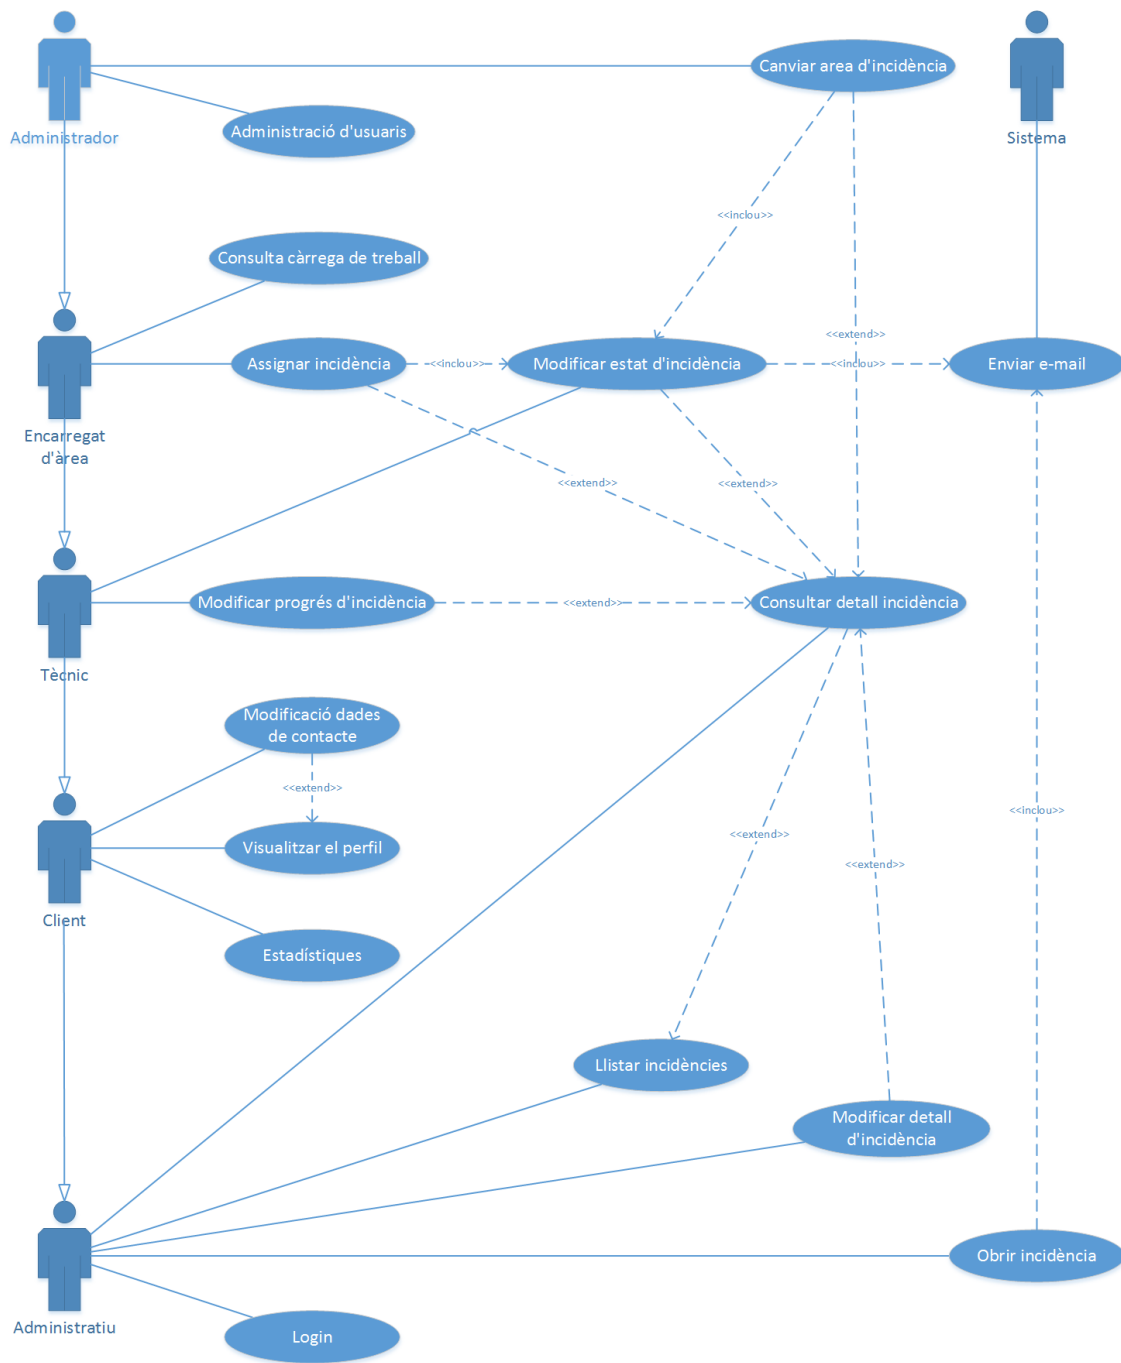 Canviar area d'incidència
Administrador
Administració d'usuaris
Sistema
<<inclou>>
Consulta càrrega de treball
<<extend>>
Assignar incidència
<<inclou>>
Modificar estat d'incidència
<<inclou>>
Enviar e-mail
Encarregat
d'àrea
<<extend>>
<<extend>>
Modificar progrés d'incidència
<<extend>>
Consultar detall incidència
Tècnic
Modificació dades
de contacte
<<extend>>
<<inclou>>
<<extend>>
Visualitzar el perfil
<<extend>>
Client
Estadístiques
Llistar incidències
Modificar detall
d'incidència
Obrir incidència
Administratiu
Login